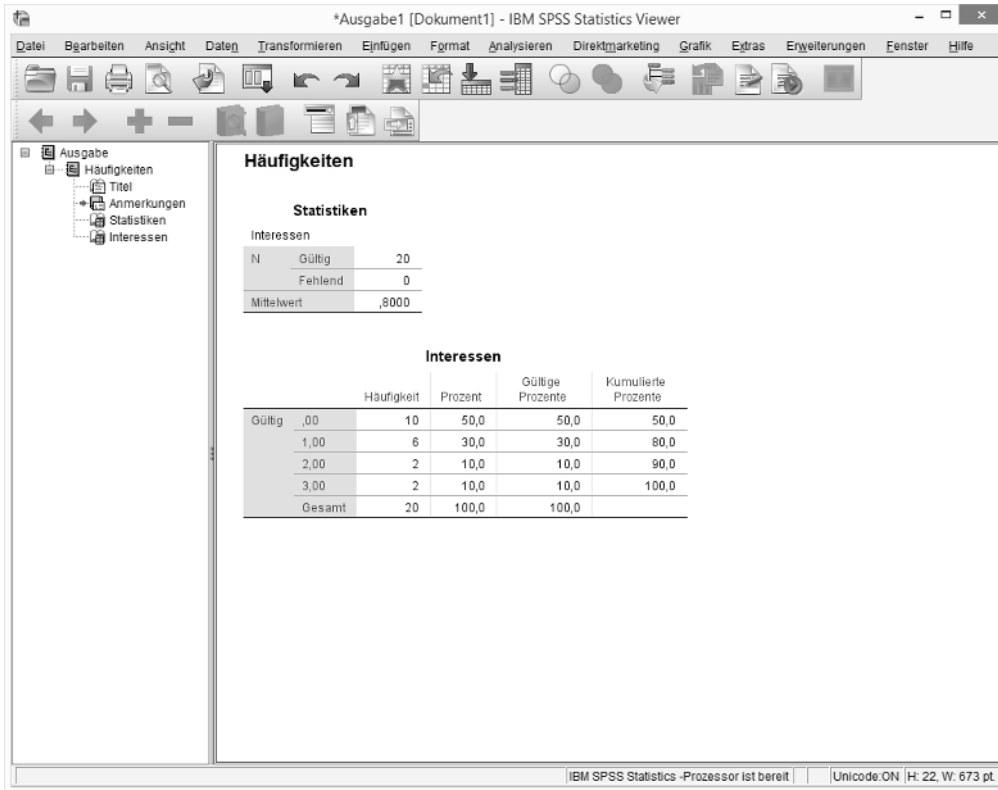 *Ausgabe1 [Dokument1] - IBM SPSS Statistics Viewer
Datei Bearbeiten Ansicht Daten Transformieren Einfügen Format Analysieren Direktmarketing Grafik Extras Erweiterungen Fenster Hilfe
Ausgabe
Häufigkeiten
Titel
Anmerkungen
Statistiken
Interessen
Häufigkeiten
Statistiken
Interessen
N Gültig 20
Fehlend 0
Mittelwert ,8000
Interessen
Häufigkeit Prozent Gültige Prozente Kumulierte Prozente
Gültig ,00 10 50,0 50,0 50,0
1,00 6 30,0 30,0 80,0
2,00 2 10,0 10,0 90,0
3,00 2 10,0 10,0 100,0
Gesamt 20 100,0 100,0
IBM SPSS Statistics -Prozessor ist bereit Unicode:ON H: 22, W: 673 pt.